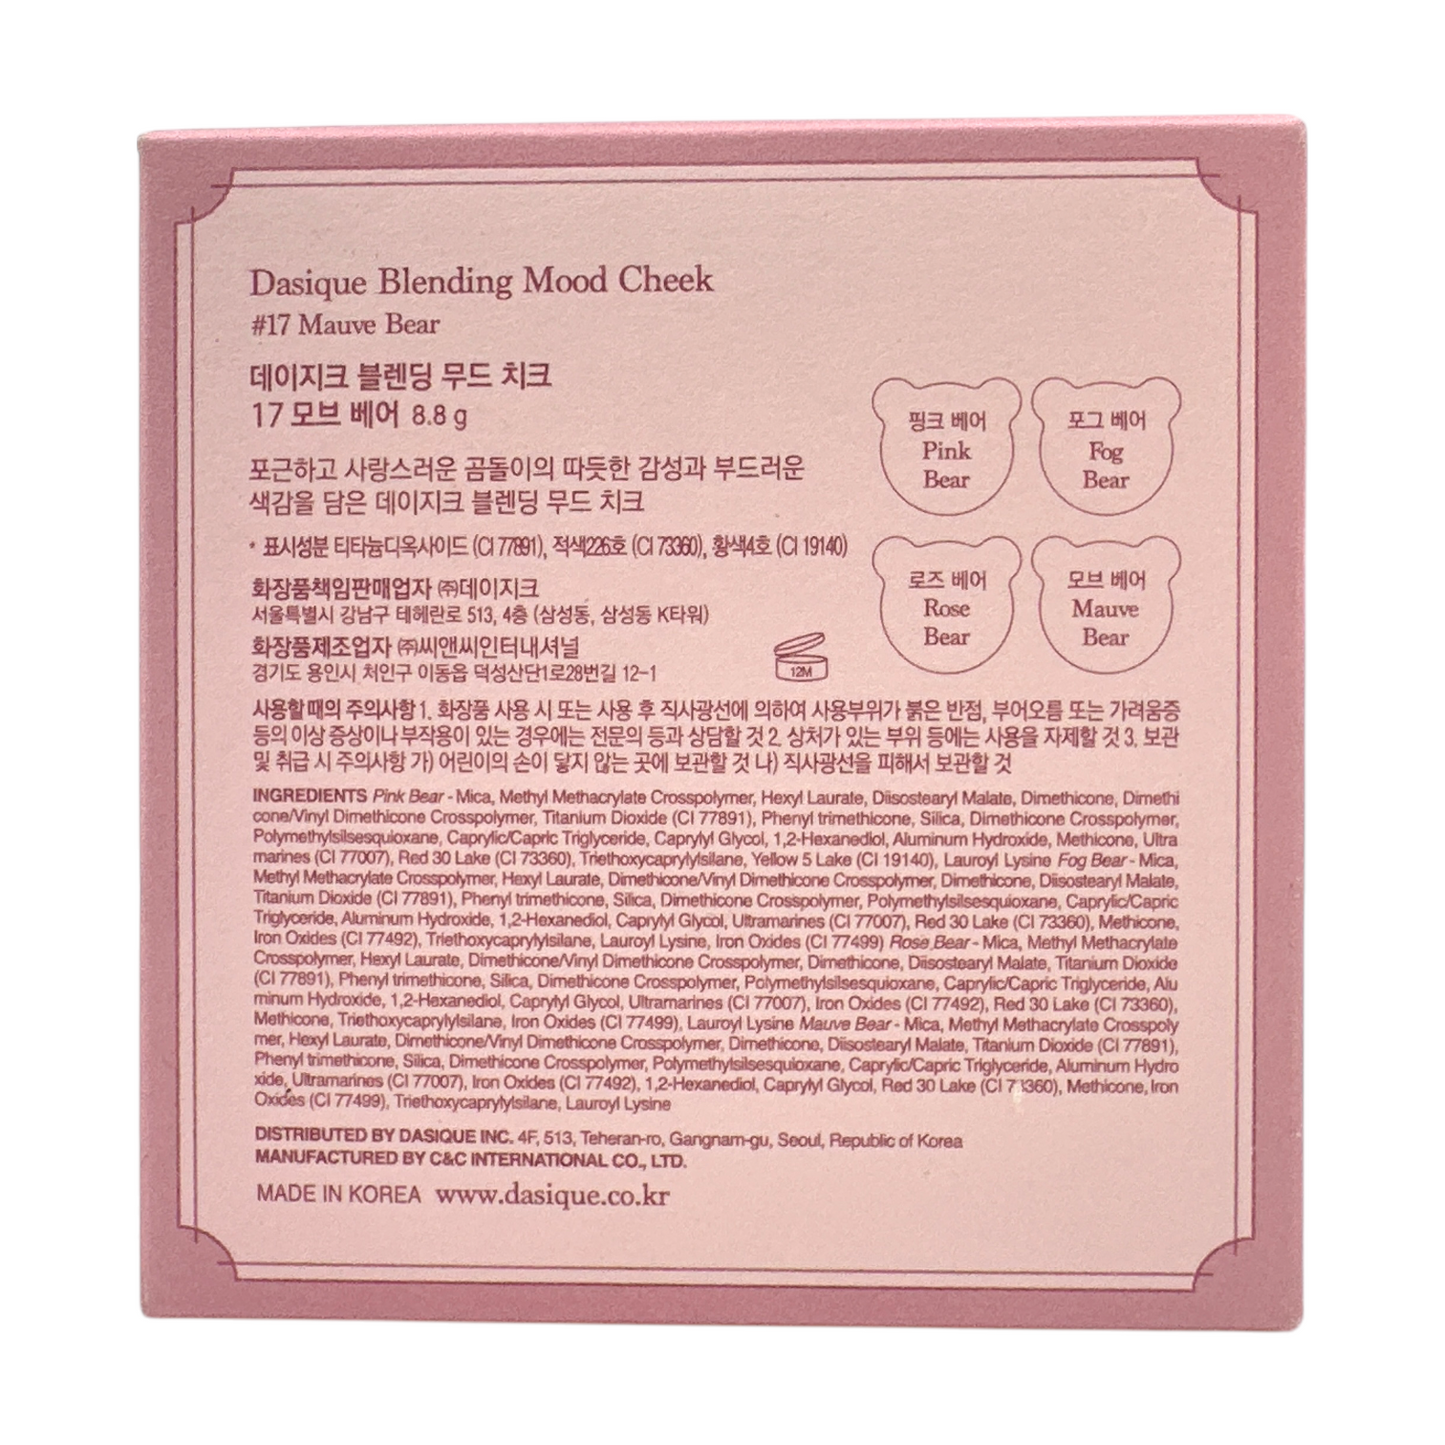 Dasique Blending Mood Cheek
#17 Mauve Bear
데이지크 블렌딩 무드 치크
17 모브 베어 8.8 g
핑크 베어
Pink
Bear
포그 베어
Fog
Bear
로즈 베어
Rose
Bear
모브 베어
Mauve
Bear
포근하고 사랑스러운 곰돌이의 따듯한 감성과 부드러운
색감을 담은 데이지크 블렌딩 무드 치크
* 표시성분 티타늄디옥사이드 (CI 77891), 적색226호 (CI 73360), 황색4호 (CI 19140)
화장품책임판매업자 ㈜데이지크
서울특별시 강남구 테헤란로 513, 4층 (삼성동, 삼성동 K타워)
화장품제조업자 ㈜씨앤씨인터내셔널
경기도 용인시 처인구 이동읍 덕성산단1로28번길 12-1
12M
사용할 때의 주의사항 1. 화장품 사용 시 또는 사용 후 직사광선에 의하여 사용부위가 붉은 반점, 부어오름 또는 가려움증
등의 이상 증상이나 부작용이 있는 경우에는 전문의 등과 상담할 것 2. 상처가 있는 부위 등에는 사용을 자제할 것 3. 보관
및 취급 시 주의사항 가) 어린이의 손이 닿지 않는 곳에 보관할 것 나) 직사광선을 피해서 보관할 것
INGREDIENTS Pink Bear - Mica, Methyl Methacrylate Crosspolymer, Hexyl Laurate, Diisostearyl Malate, Dimethicone, Dimethi
cone/Vinyl Dimethicone Crosspolymer, Titanium Dioxide (CI 77891), Phenyl trimethicone, Silica, Dimethicone Crosspolymer,
Polymethylsilsesquioxane, Caprylic/Capric Triglyceride, Caprylyl Glycol, 1,2-Hexanediol, Aluminum Hydroxide, Methicone, Ultra
marines (CI 77007), Red 30 Lake (CI 73360), Triethoxycaprylylsilane, Yellow 5 Lake (CI 19140), Lauroyl Lysine Fog Bear - Mica,
Methyl Methacrylate Crosspolymer, Hexyl Laurate, Dimethicone/Vinyl Dimethicone Crosspolymer, Dimethicone, Diisostearyl Malate,
Titanium Dioxide (CI 77891), Phenyl trimethicone, Silica, Dimethicone Crosspolymer, Polymethylsilsesquioxane, Caprylic/Capric
Triglyceride, Aluminum Hydroxide, 1,2-Hexanediol, Caprylyl Glycol, Ultramarines (CI 77007), Red 30 Lake (CI 73360), Methicone,
Iron Oxides (CI 77492), Triethoxycaprylylsilane, Lauroyl Lysine, Iron Oxides (CI 77499) Rose Bear - Mica, Methyl Methacrylate
Crosspolymer, Hexyl Laurate, Dimethicone/Vinyl Dimethicone Crosspolymer, Dimethicone, Diisostearyl Malate, Titanium Dioxide
(CI 77891), Phenyl trimethicone, Silica, Dimethicone Crosspolymer, Polymethylsilsesquioxane, Caprylic/Capric Triglyceride, Alu
minum Hydroxide, 1,2-Hexanediol, Caprylyl Glycol, Ultramarines (CI 77007), Iron Oxides (CI 77492), Red 30 Lake (CI 73360),
Methicone, Triethoxycaprylylsilane, Iron Oxides (CI 77499), Lauroyl Lysine Mauve Bear - Mica, Methyl Methacrylate Crosspoly
mer, Hexyl Laurate, Dimethicone/Vinyl Dimethicone Crosspolymer, Dimethicone, Diisostearyl Malate, Titanium Dioxide (CI 77891),
Phenyl trimethicone, Silica, Dimethicone Crosspolymer, Polymethylsilsesquioxane, Caprylic/Capric Triglyceride, Aluminum Hydro
xide, Ultramarines (CI 77007), Iron Oxides (CI 77492), 1,2-Hexanediol, Caprylyl Glycol, Red 30 Lake (CI 73360), Methicone, Iron
Oxides (CI 77499), Triethoxycaprylylsilane, Lauroyl Lysine
DISTRIBUTED BY DASIQUE INC. 4F, 513, Teheran-ro, Gangnam-gu, Seoul, Republic of Korea
MANUFACTURED BY C&C INTERNATIONAL CO., LTD.
MADE IN KOREA www.dasique.co.kr